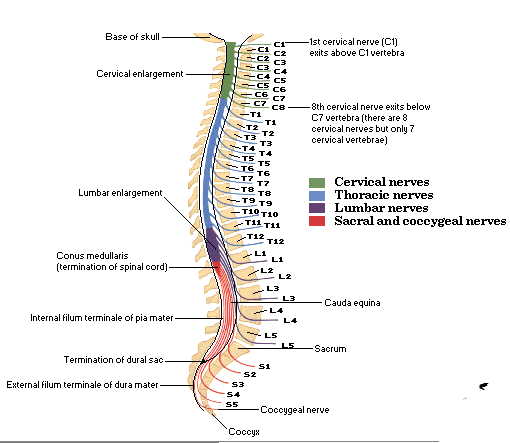 Base of skull
C1
1st cervical nerve (C1)
exits above C1 vertebra
C1
C2
C2
C3
Cervical enlargement
C3
C4
C4
C5
C5
C6
C6
C7
C7
C8
8th cervical nerve exits below
C7 vertebra (there are 8
cervical nerves but only 7
cervical vertebrae)
T1
T1
T2
T2
T3
T3
T4
T4
T5
T5
T6
T6
T7
T7
T8
T8
T9
T9
T10
T10
T11
T11
T12
T12
Cervical nerves
Thoracic nerves
Lumbar nerves
Sacral and coccygeal nerves
Lumbar enlargement
Conus medullaris
(termination of spinal cord)
L1
L1
L2
L2
L3
L3
Cauda equina
L4
L4
Internal filum terminale of pia mater
L5
L5
Sacrum
Termination of dural sac
S1
S2
External filum terminale of dura mater
S3
S4
S5
Coccygeal nerve
Coccyx